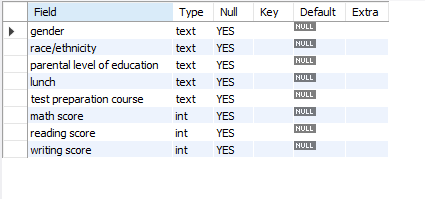 Field Type Null Key Default Extra
gender text YES NULL
race/ethnicity text YES NULL
parental level of education text YES NULL
lunch text YES NULL
test preparation course text YES NULL
math score int YES NULL
reading score int YES NULL
writing score int YES NULL